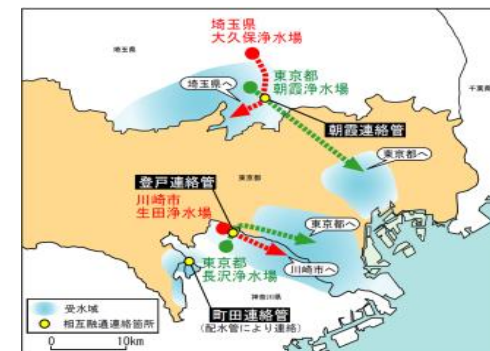 埼玉県
大久保浄水場
埼玉県
千葉県
東京都
朝霞浄水場
埼玉県へ
朝霞連絡管
東京都へ
登戸連絡管
東京都
川崎市
生田浄水場
東京都へ
東京都
長沢浄水場
川崎市へ
町田連絡管
(配水管により連絡)
神奈川県
受水域
相互融通連絡箇所
0 10km